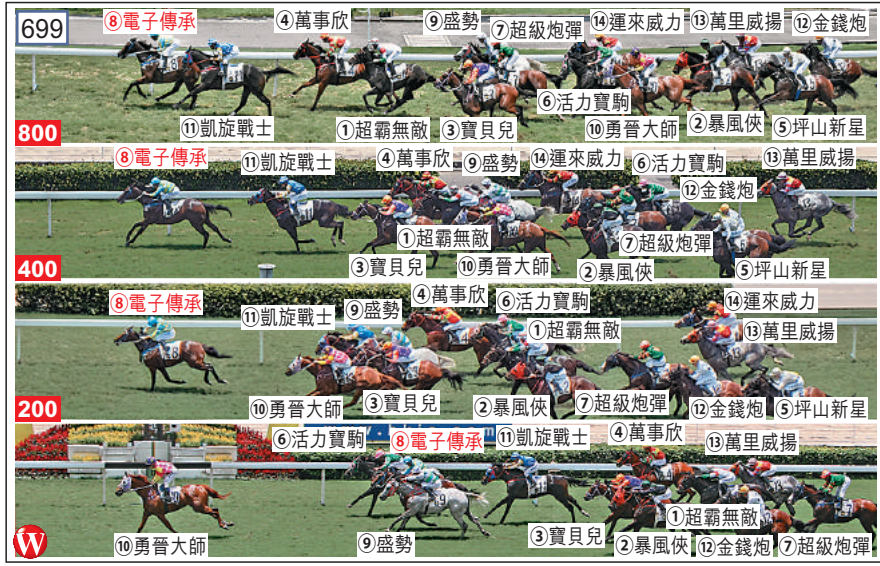 699
⑧電子傳承 ④萬事欣 ⑨盛勢 ⑦超級炮彈 ⑭運來威力 ⑬萬里威揚 ⑫金錢炮
800 ⑪凱旋戰士 ①超霸無敵 ③寶貝兒 ⑥活力寶駒 ⑩勇晉大師 ②暴風俠 ⑤坪山新星
⑧電子傳承 ⑪凱旋戰士 ④萬事欣 ⑨盛勢 ⑭運來威力 ⑥活力寶駒 ⑬萬里威揚
400 ③寶貝兒 ①超霸無敵 ⑩勇晉大師 ②暴風俠 ⑦超級炮彈 ⑫金錢炮 ⑤坪山新星
⑧電子傳承 ⑪凱旋戰士 ⑨盛勢 ④萬事欣 ⑥活力寶駒 ①超霸無敵 ⑭運來威力 ⑬萬里威揚
200 ⑩勇晉大師 ③寶貝兒 ②暴風俠 ⑦超級炮彈 ⑫金錢炮 ⑤坪山新星
⑥活力寶駒 ⑧電子傳承 ⑪凱旋戰士 ④萬事欣 ⑬萬里威揚
W ⑩勇晉大師 ⑨盛勢 ③寶貝兒 ②暴風俠 ①超霸無敵 ⑫金錢炮 ⑦超級炮彈